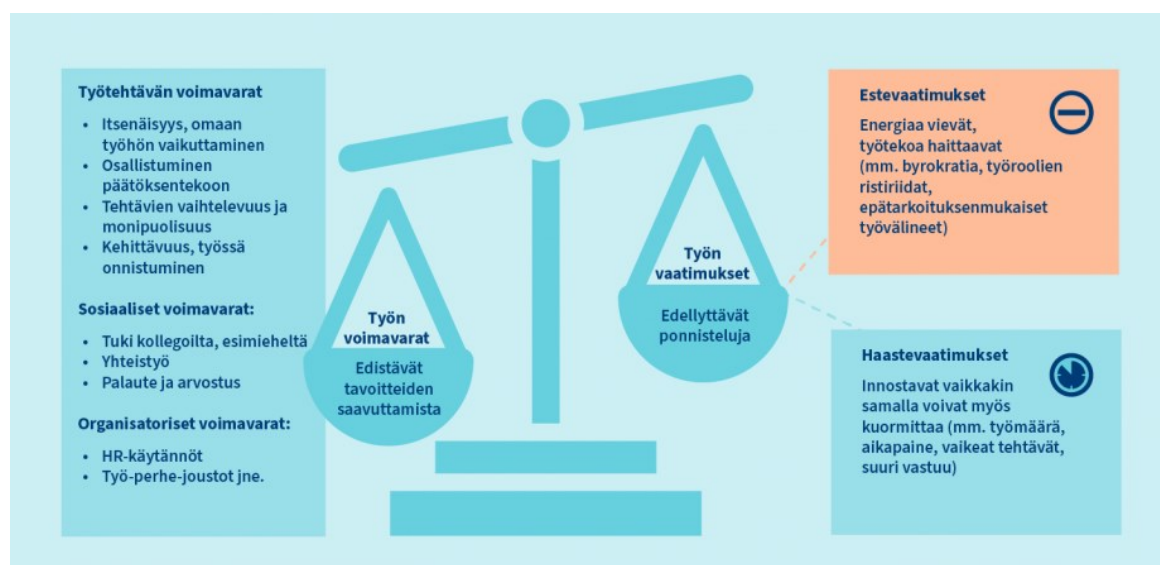 Työtehtävän voimavarat
• Itsenäisyys, omaan
työhön vaikuttaminen
• Osallistuminen
päätöksentekoon
• Tehtävien vaihtelevuus ja
monipuolisuus
• Kehittävuus, työssä
onnistuminen
Sosiaaliset voimavarat:
• Tuki kollegoilta, esimieheltä
• Yhteistyö
• Palaute ja arvostus
Organisatoriset voimavarat:
• HR-käytännöt
• Työ-perhe-joustot jne.
Työn
voimavarat
Edistävät
tavoitteiden
saavuttamista
Työn
vaatimukset
Edellyttävät
ponnisteluja
Estevaatimukset
Energiaa vievät,
työtekoa haittaavat
(mm. byrokratia, työroolien
ristiriidat,
epätarkoituksenmukaiset
työvälineet)
Haastevaatimukset
Innostavat vaikkakin
samalla voivat myös
kuormittaa (mm. työmäärä,
aikapaine, vaikeat tehtävät,
suuri vastuu)